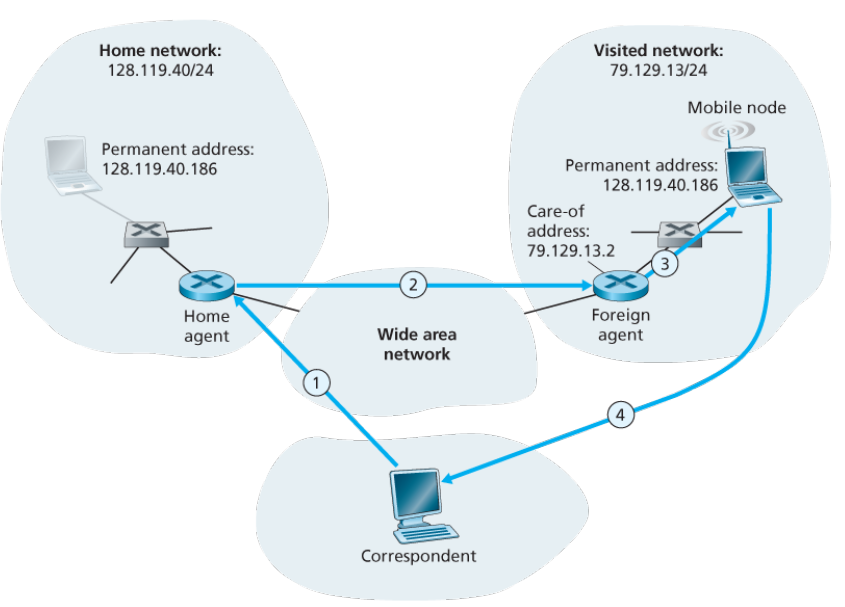 Home network:
128.119.40/24
Visited network:
79.129.13/24
Mobile node
Permanent address:
128.119.40.186
Permanent address:
128.119.40.186
Care-of
address:
79.129.13.2
3
2
Home
agent
Foreign
agent
Wide area
network
1
4
Correspondent